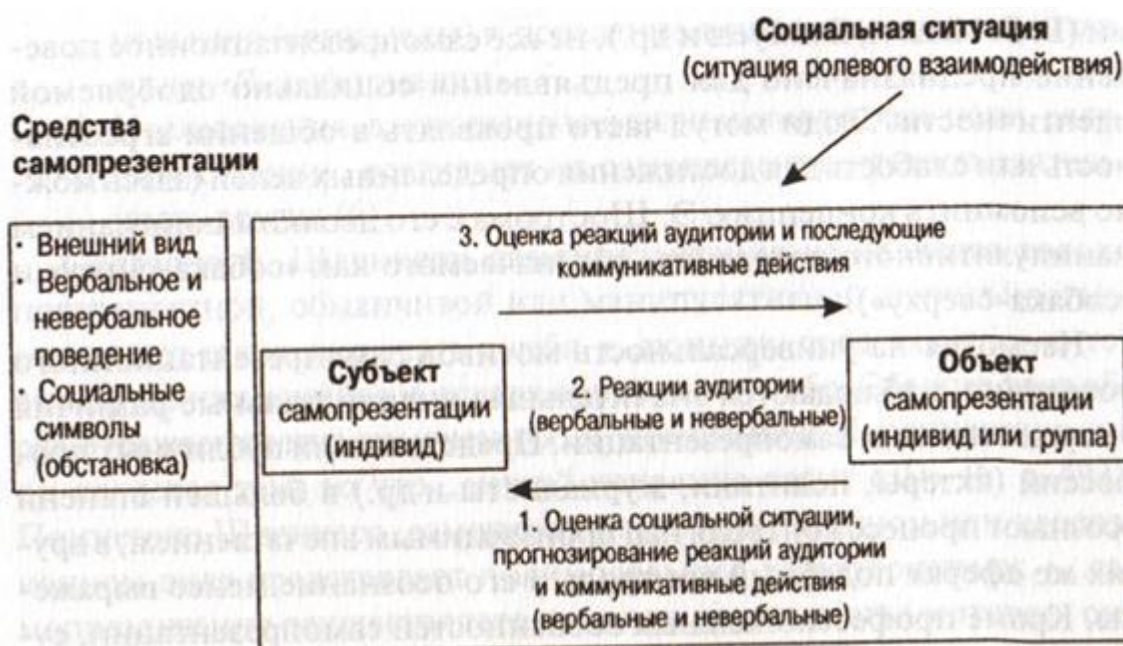 Социальная ситуация
(ситуация ролевого взаимодействия)
Средства
самопрезентации
· Внешний вид
· Вербальное и
невербальное
поведение
· Социальные
символы
(обстановка)
3. Оценка реакций аудитории и последующие
коммуникативные действия
Субъект
самопрезентации
(индивид)
2. Реакции аудитории
(вербальные и невербальные)
Объект
самопрезентации
(индивид или группа)
1. Оценка социальной ситуации,
прогнозирование реакций аудитории
и коммуникативные действия
(вербальные и невербальные)